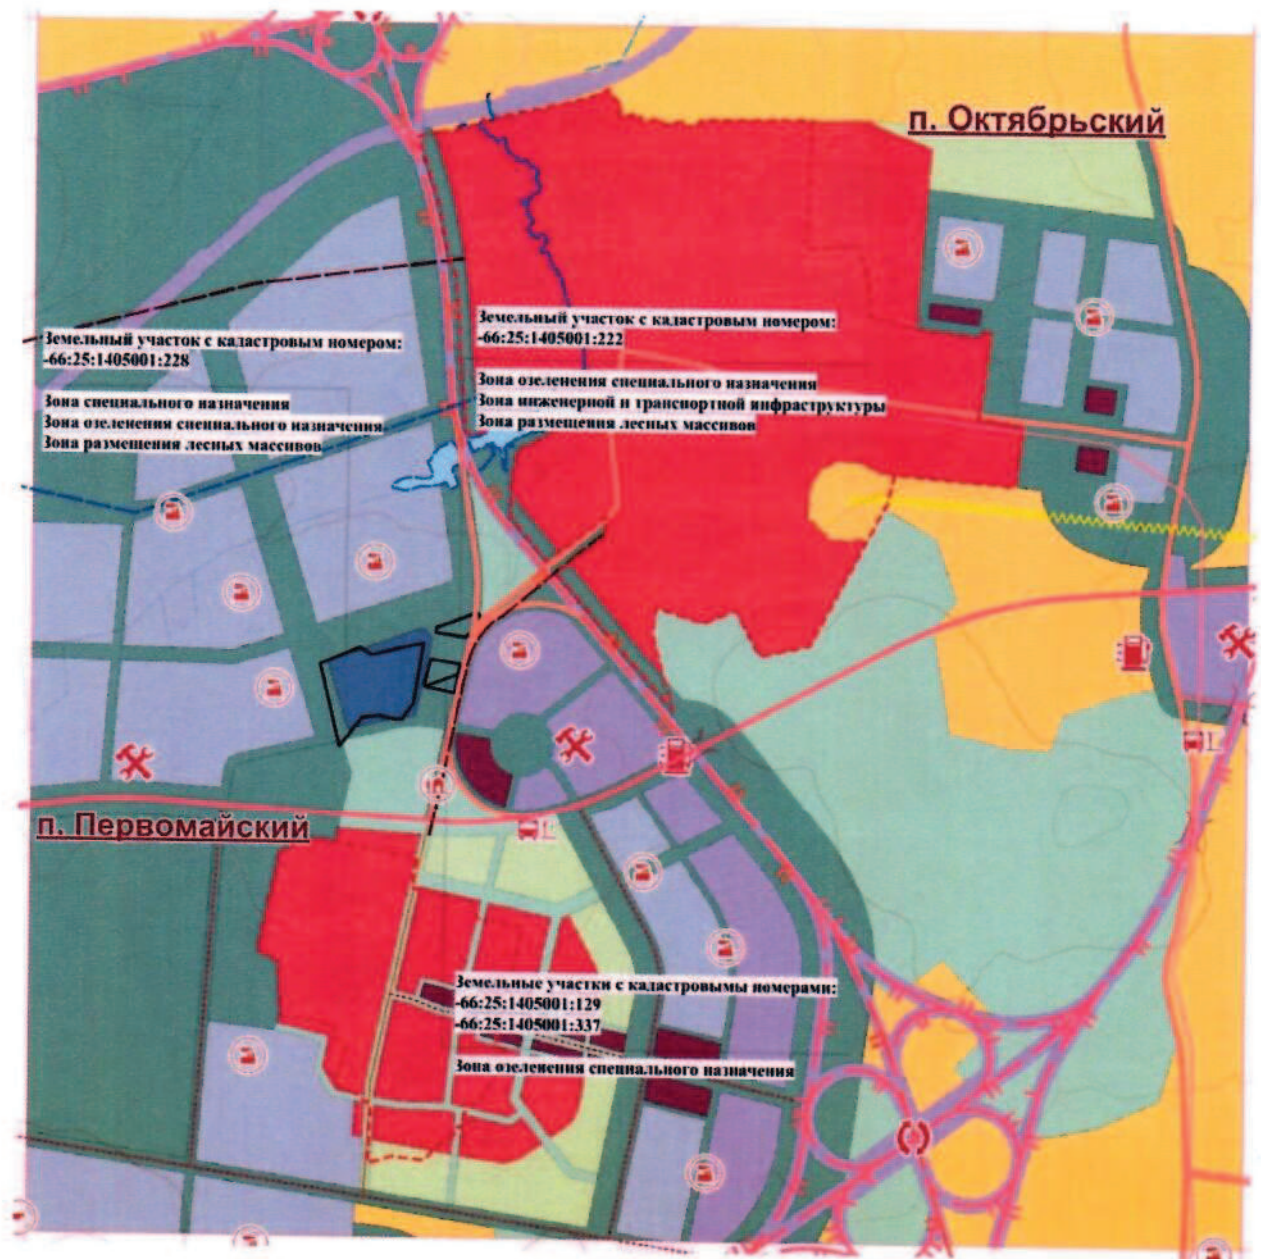 п. Октябрьский
Земельный участок с кадастровым номером:
-66:25:1405001:222
Зона озеленения специального назначения
Зона инженерной и транспортной инфраструктуры
Зона размещения лесных массивов
Земельный участок с кадастровым номером:
-66:25:1405001:228
Зона специального назначения
Зона озеленения специального назначения
Зона размещения лесных массивов
п. Первомайский
Земельные участки с кадастровымы номерами:
-66:25:1405001:129
-66:25:1405001:337
Зона озеленения специального назначения